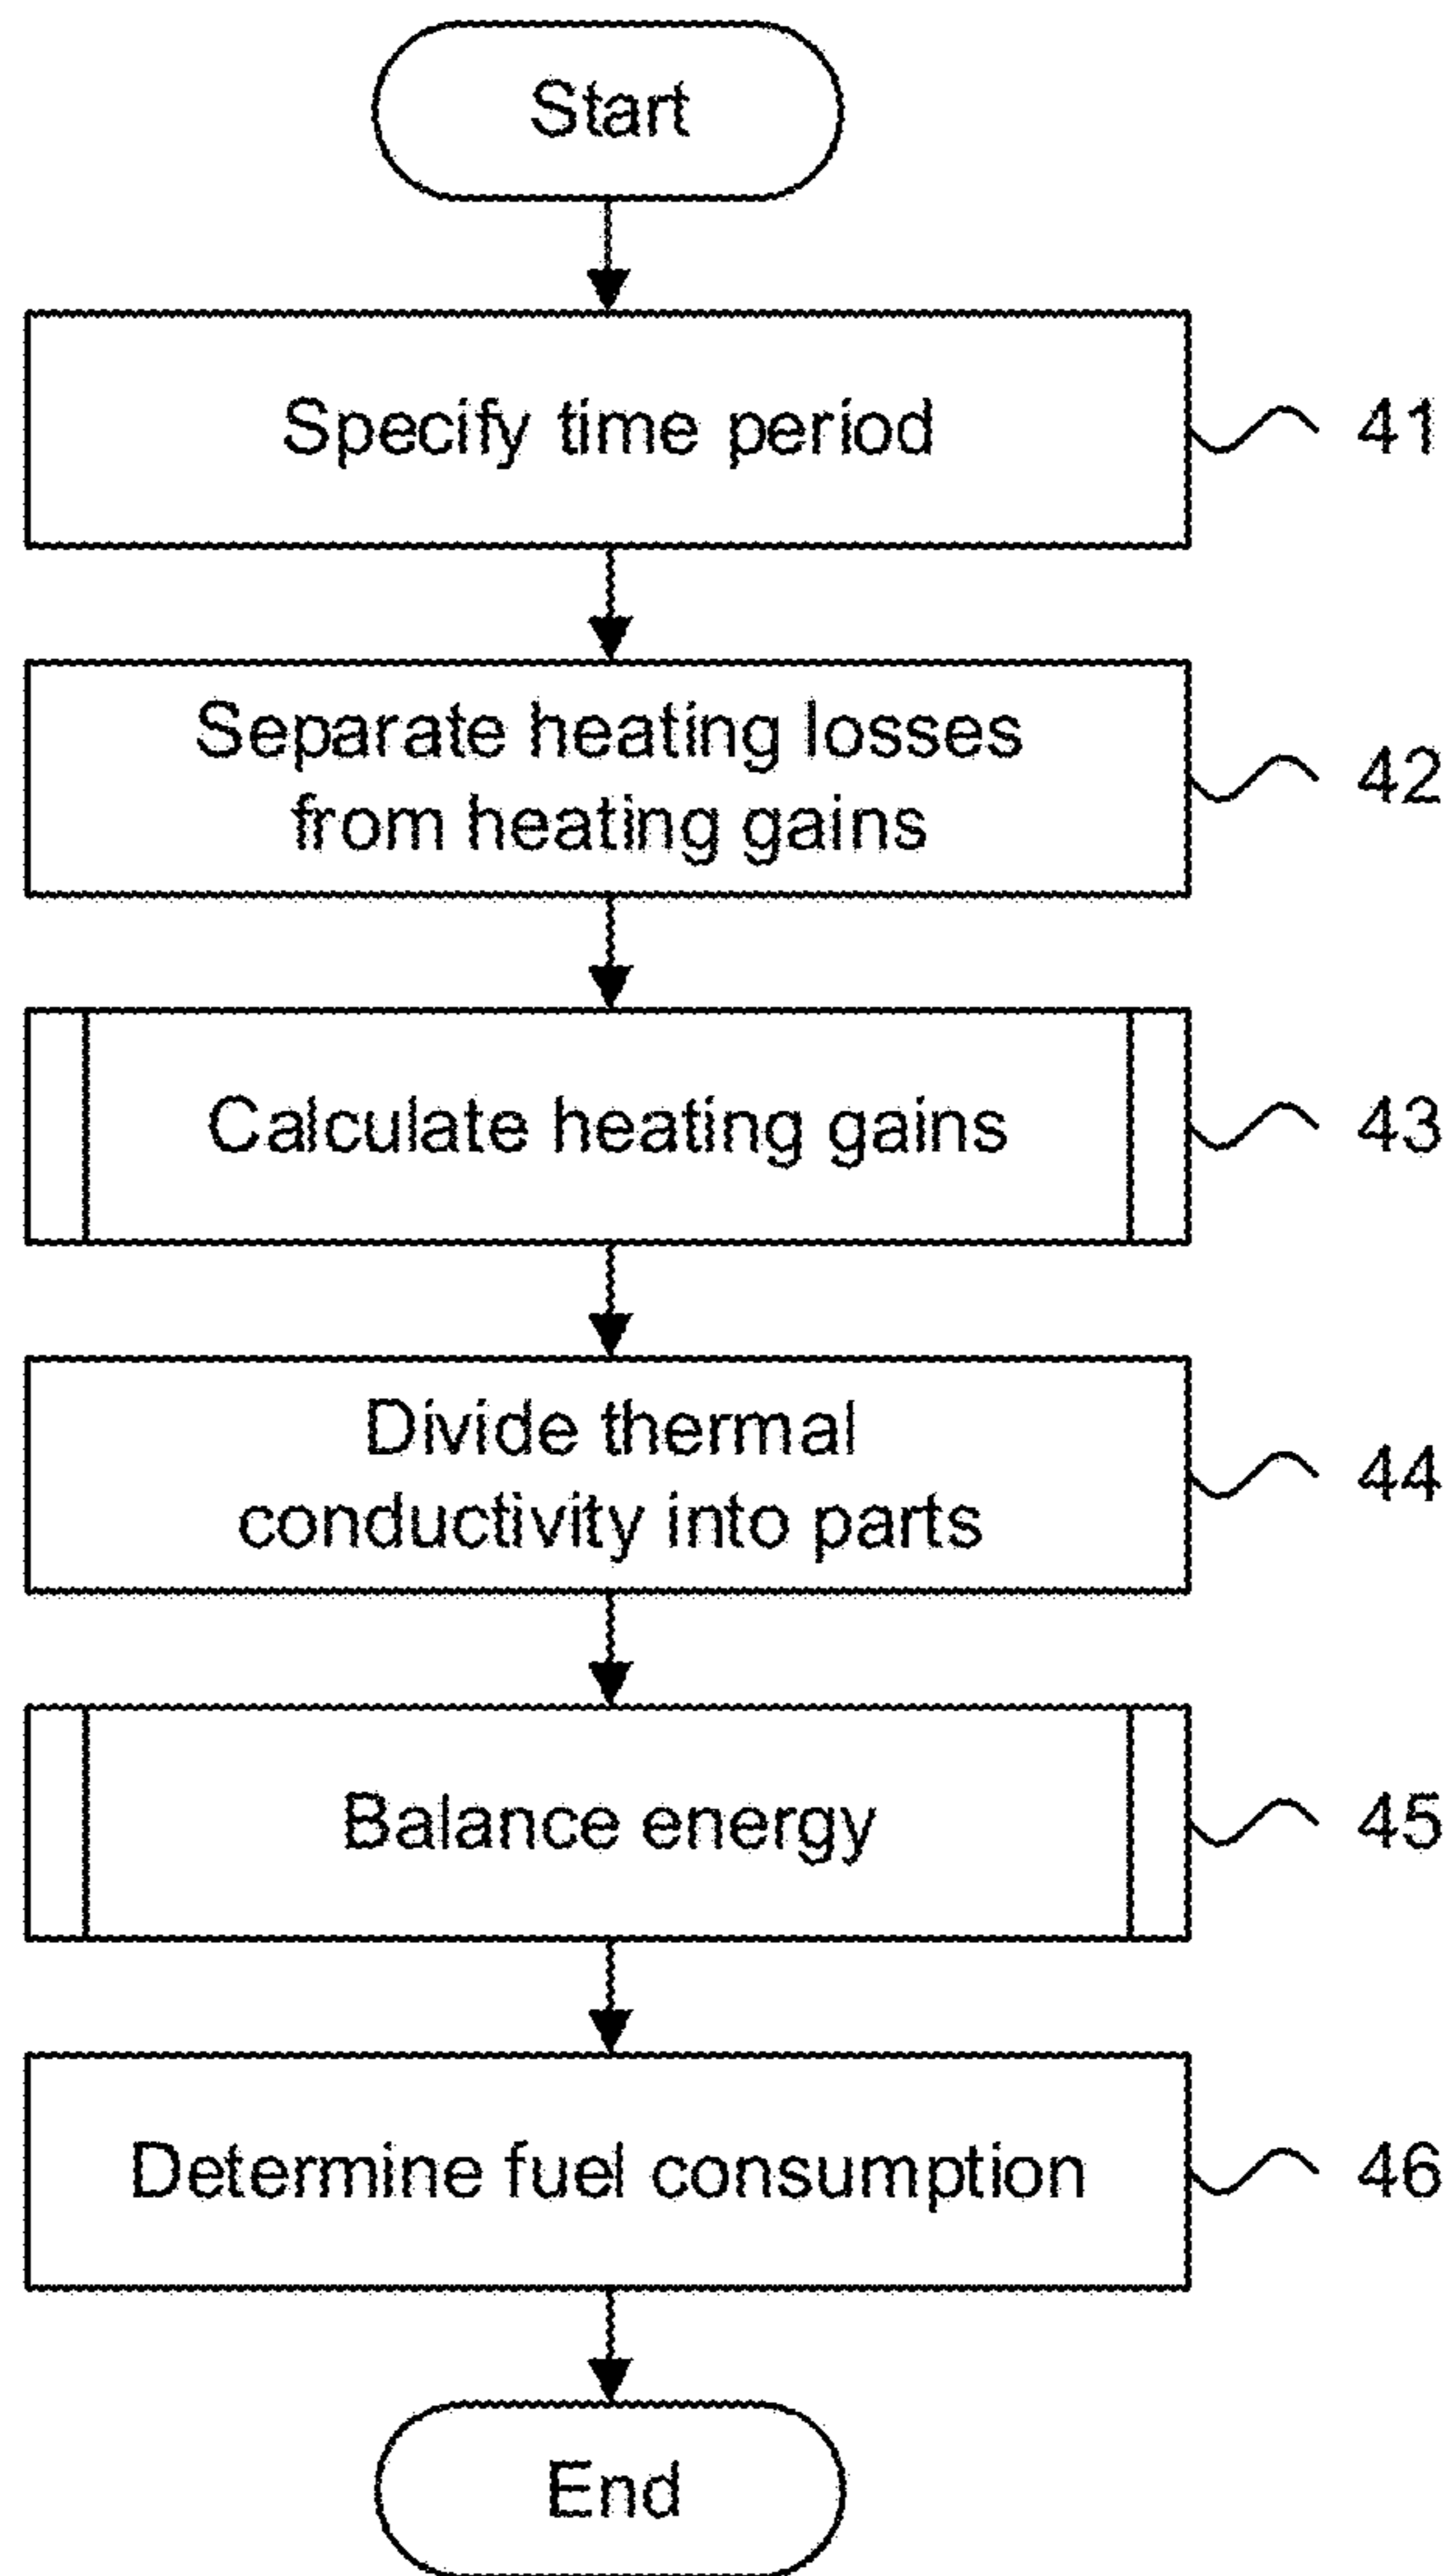 Start
Specify time period
41
Separate heating losses
from heating gains
42
Calculate heating gains
43
Divide thermal
conductivity into parts
44
Balance energy
45
Determine fuel consumption
46
End